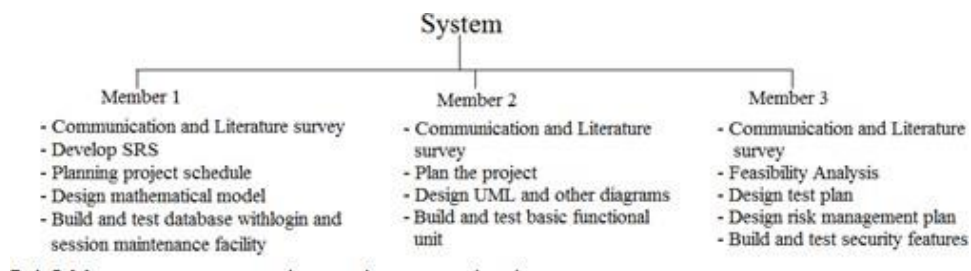 System
Member 1
- Communication and Literature survey
- Develop SRS
- Planning project schedule
- Design mathematical model
- Build and test database withlogin and
session maintenance facility
Member 2
- Communication and Literature
survey
- Plan the project
- Design UML and other diagrams
- Build and test basic functional
unit
Member 3
- Communication and Literature
survey
- Feasibility Analysis
- Design test plan
- Design risk management plan
- Build and test security features